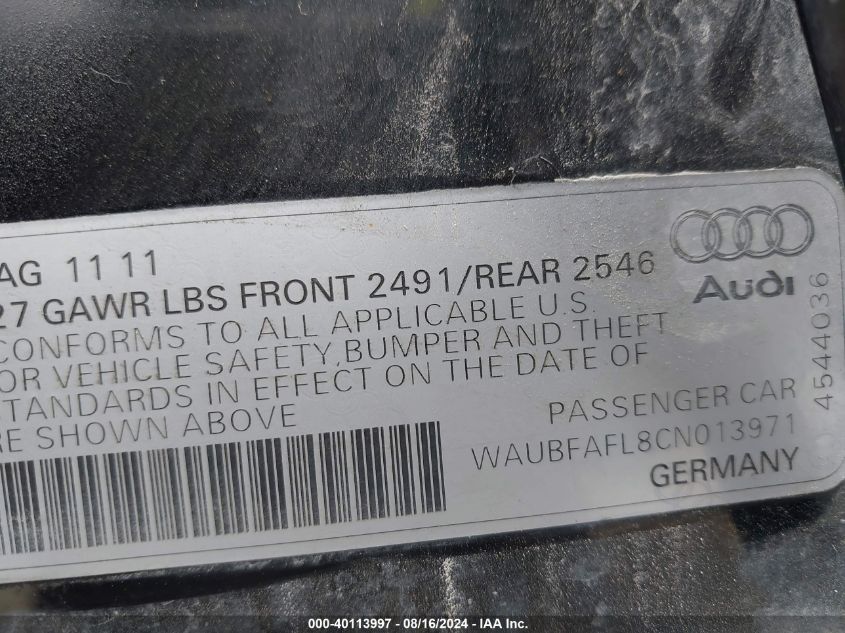 AG 11 11
27 GAWR LBS FRONT 2491/REAR 2546
CONFORMS TO ALL APPLICABLE U.S.
OR VEHICLE SAFETY,BUMPER AND THEFT
STANDARDS IN EFFECT ON THE DATE OF
RE SHOWN ABOVE
PASSENGER CAR
WAUBFAFL8CN013971
GERMANY
Audi
4544036
000-40113997 - 08/16/2024 - IAAI.com